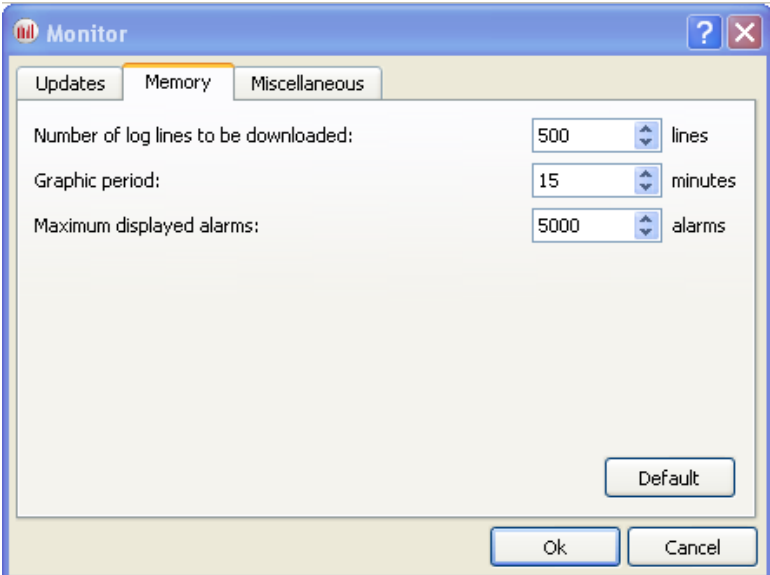 Monitor
Updates Memory Miscellaneous
Number of log lines to be downloaded: 500 lines
Graphic period: 15 minutes
Maximum displayed alarms: 5000 alarms
Default
Ok Cancel